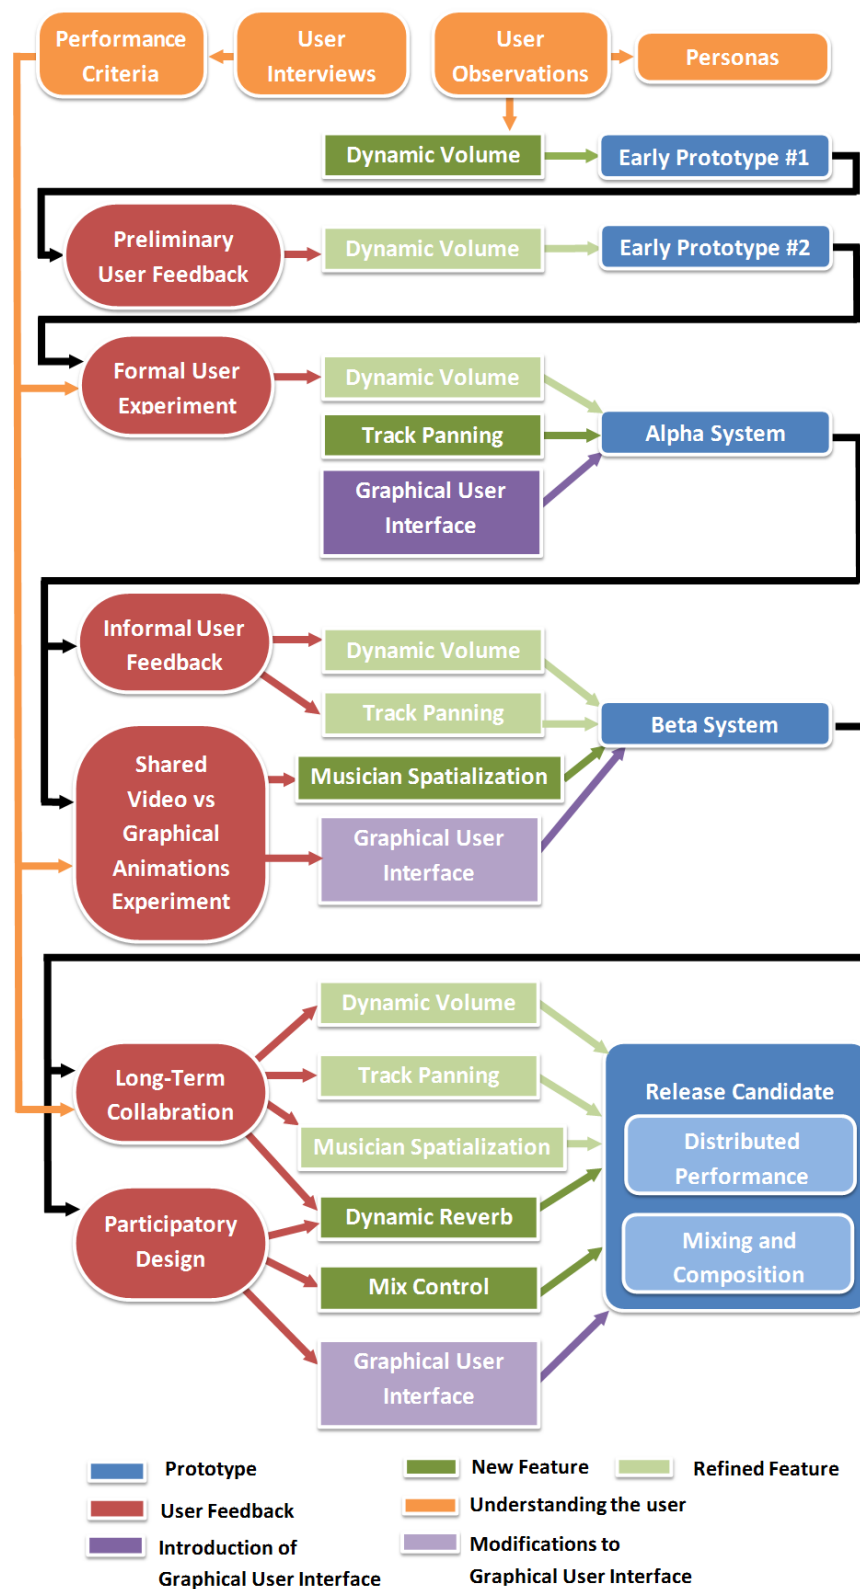 Performance
Criteria
User
Interviews
User
Observations
Personas
Dynamic Volume
Early Prototype #1
Preliminary
User Feedback
Dynamic Volume
Early Prototype #2
Formal User
Experiment
Dynamic Volume
Track Panning
Alpha System
Graphical User
Interface
Informal User
Feedback
Dynamic Volume
Track Panning
Beta System
Shared
Video vs
Graphical
Animations
Experiment
Musician Spatialization
Graphical User
Interface
Dynamic Volume
Long-Term
Collabration
Track Panning
Musician Spatialization
Release Candidate
Distributed
Performance
Participatory
Design
Dynamic Reverb
Mix Control
Mixing and
Composition
Graphical User
Interface
Prototype
New Feature
Refined Feature
User Feedback
Understanding the user
Introduction of
Graphical User Interface
Modifications to
Graphical User Interface